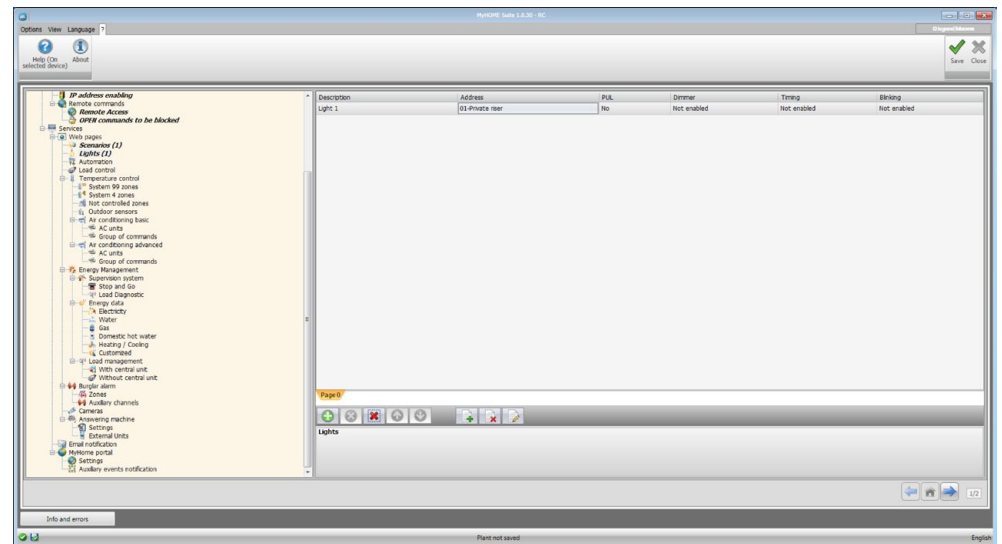 MyHOME Suite 1.0.30 - RC
Options View Language ?
Help (On selected device)
About
Save Close
IP address enabling
Remote commands
Remote Access
OPEN commands to be blocked
Services
Web pages
Scenarios (1)
Lights (1)
Automation
Load control
Temperature control
System 99 zones
System 4 zones
Not controlled zones
Outdoor sensors
Air conditioning basic
AC units
Group of commands
Air conditioning advanced
AC units
Group of commands
Energy Management
Supervision system
Stop and Go
Load Diagnostic
Energy data
Electricity
Water
Gas
Domestic hot water
Heating / Cooling
Customized
Load management
With central unit
Without central unit
Burglar alarm
Zones
Auxiliary channels
Cameras
Answering machine
Settings
External Units
Email notification
MyHome portal
Settings
Auxiliary events notification
Description Address PUL Dimmer Timing Blinking
Light 1 01-Private riser No Not enabled Not enabled Not enabled
Page 0
Lights
1/2
Info and errors
Plant not saved
English